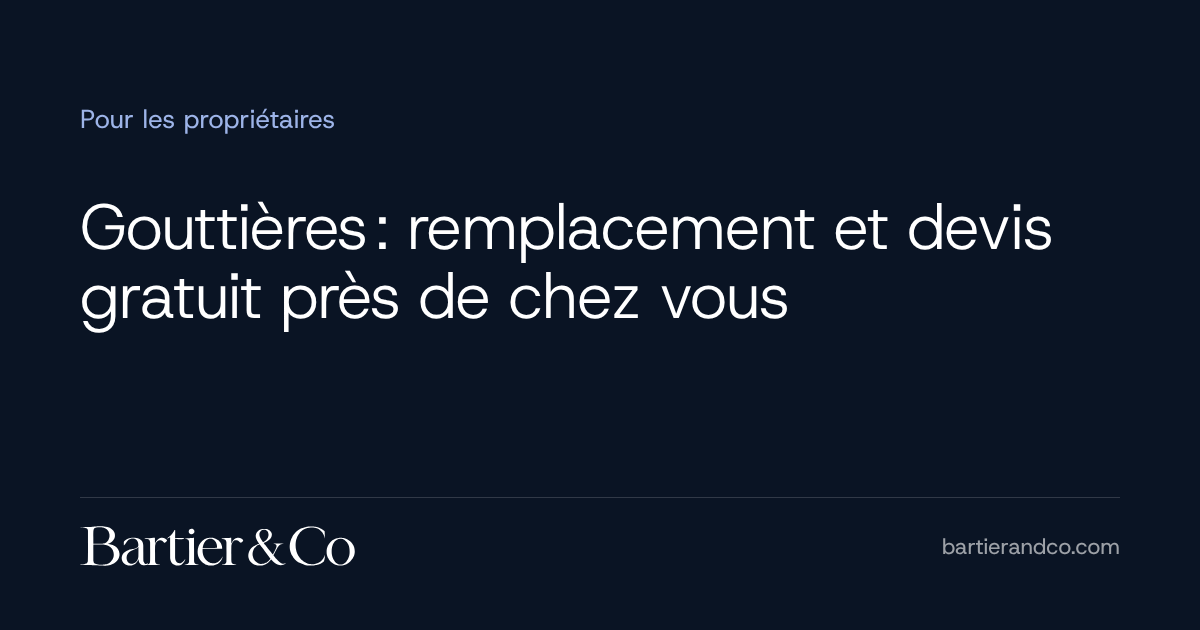 Pour les propriétaires
Gouttières : remplacement et devis
gratuit près de chez vous
Bartier & Co
bartierandco.com